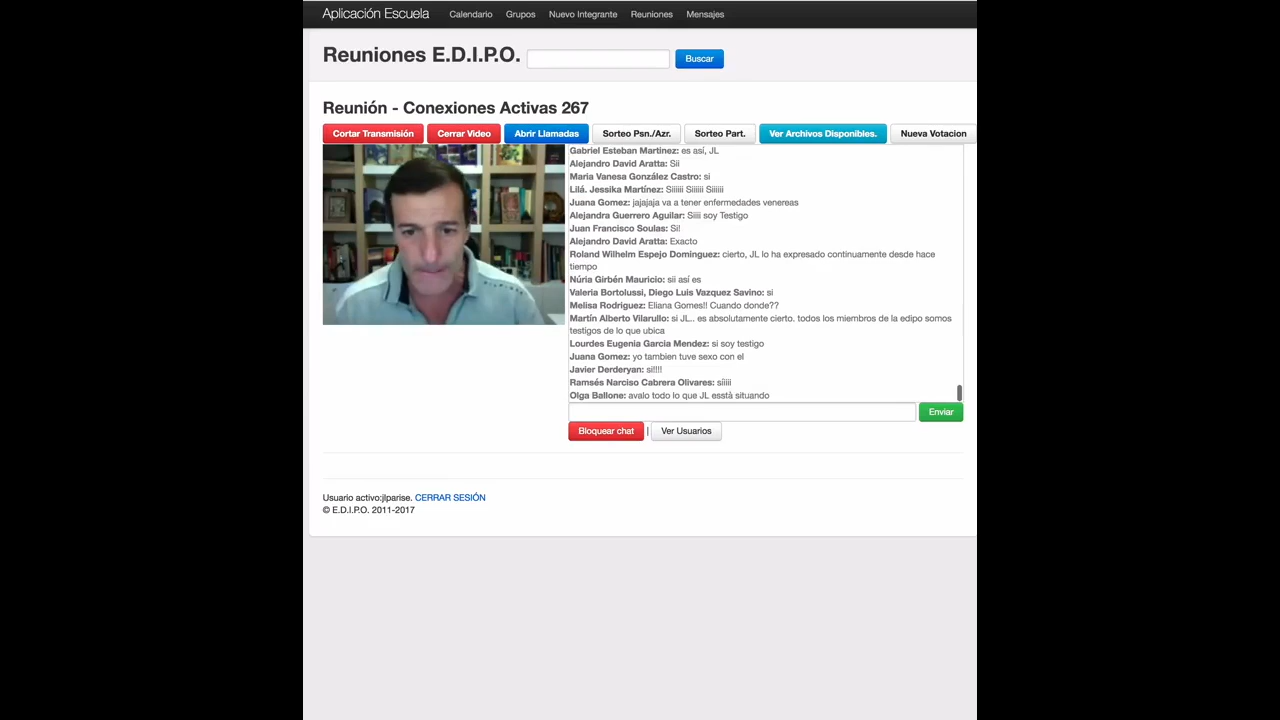 Aplicación Escuela Calendario Grupos Nuevo Integrante Reuniones Mensajes
Reuniones E.D.I.P.O. Buscar
Reunión - Conexiones Activas 267
Cortar Transmisión Cerrar Video Abrir Llamadas Sorteo Psn./Azr. Sorteo Part. Ver Archivos Disponibles. Nueva Votacion
Gabriel Esteban Martinez: es así, JL
Alejandro David Aratta: Sii
Maria Vanesa González Castro: si
Lilá. Jessika Martínez: Siiiiii Siiiiii Siiiiii
Juana Gomez: jajajaja va a tener enfermedades venereas
Alejandra Guerrero Aguilar: Siiii soy Testigo
Juan Francisco Soulas: Si!
Alejandro David Aratta: Exacto
Roland Wilhelm Espejo Dominguez: cierto, JL lo ha expresado continuamente desde hace
tiempo
Núria Girbén Mauricio: sii así es
Valeria Bortolussi, Diego Luis Vazquez Savino: si
Melisa Rodriguez: Eliana Gomes!! Cuando donde??
Martín Alberto Vilarullo: si JL.. es absolutamente cierto. todos los miembros de la edipo somos
testigos de lo que ubica
Lourdes Eugenia Garcia Mendez: si soy testigo
Juana Gomez: yo tambien tuve sexo con el
Javier Derderyan: si!!!!
Ramsés Narciso Cabrera Olivares: síiiii
Olga Ballone: avalo todo lo que JL esstà situando
Enviar
Bloquear chat | Ver Usuarios
Usuario activo:jlparise. CERRAR SESIÓN
© E.D.I.P.O. 2011-2017